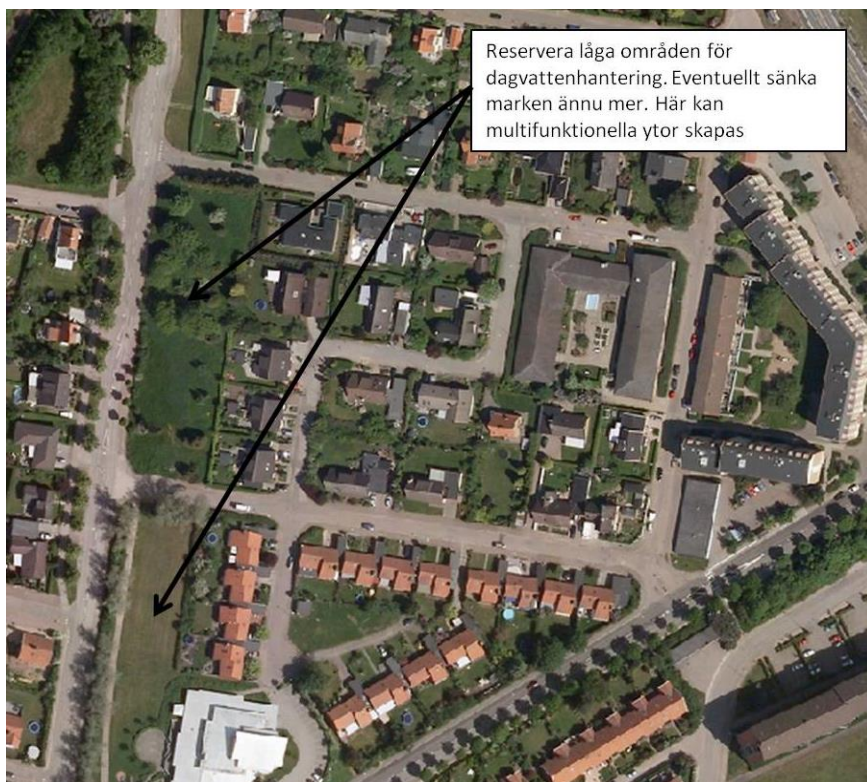 Reservera låga områden för
dagvattenhantering. Eventuellt sänka
marken ännu mer. Här kan
multifunktionella ytor skapas